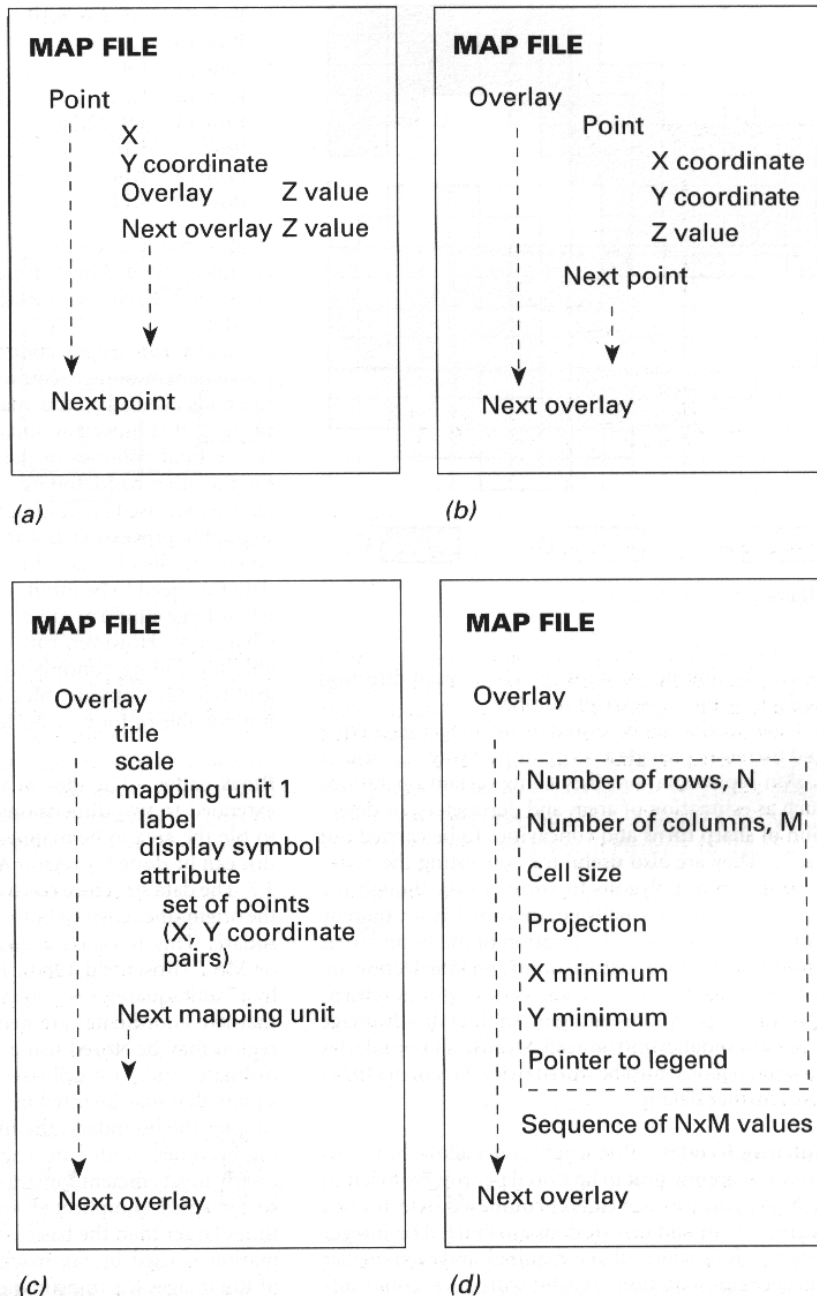 MAP FILE
Point
X
Y coordinate
Overlay Z value
Next overlay Z value
Next point
(a)
MAP FILE
Overlay
Point
X coordinate
Y coordinate
Z value
Next point
Next overlay
(b)
MAP FILE
Overlay
title
scale
mapping unit 1
label
display symbol
attribute
set of points
(X, Y coordinate
pairs)
Next mapping unit
Next overlay
(c)
MAP FILE
Overlay
Number of rows, N
Number of columns, M
Cell size
Projection
X minimum
Y minimum
Pointer to legend
Sequence of NxM values
Next overlay
(d)